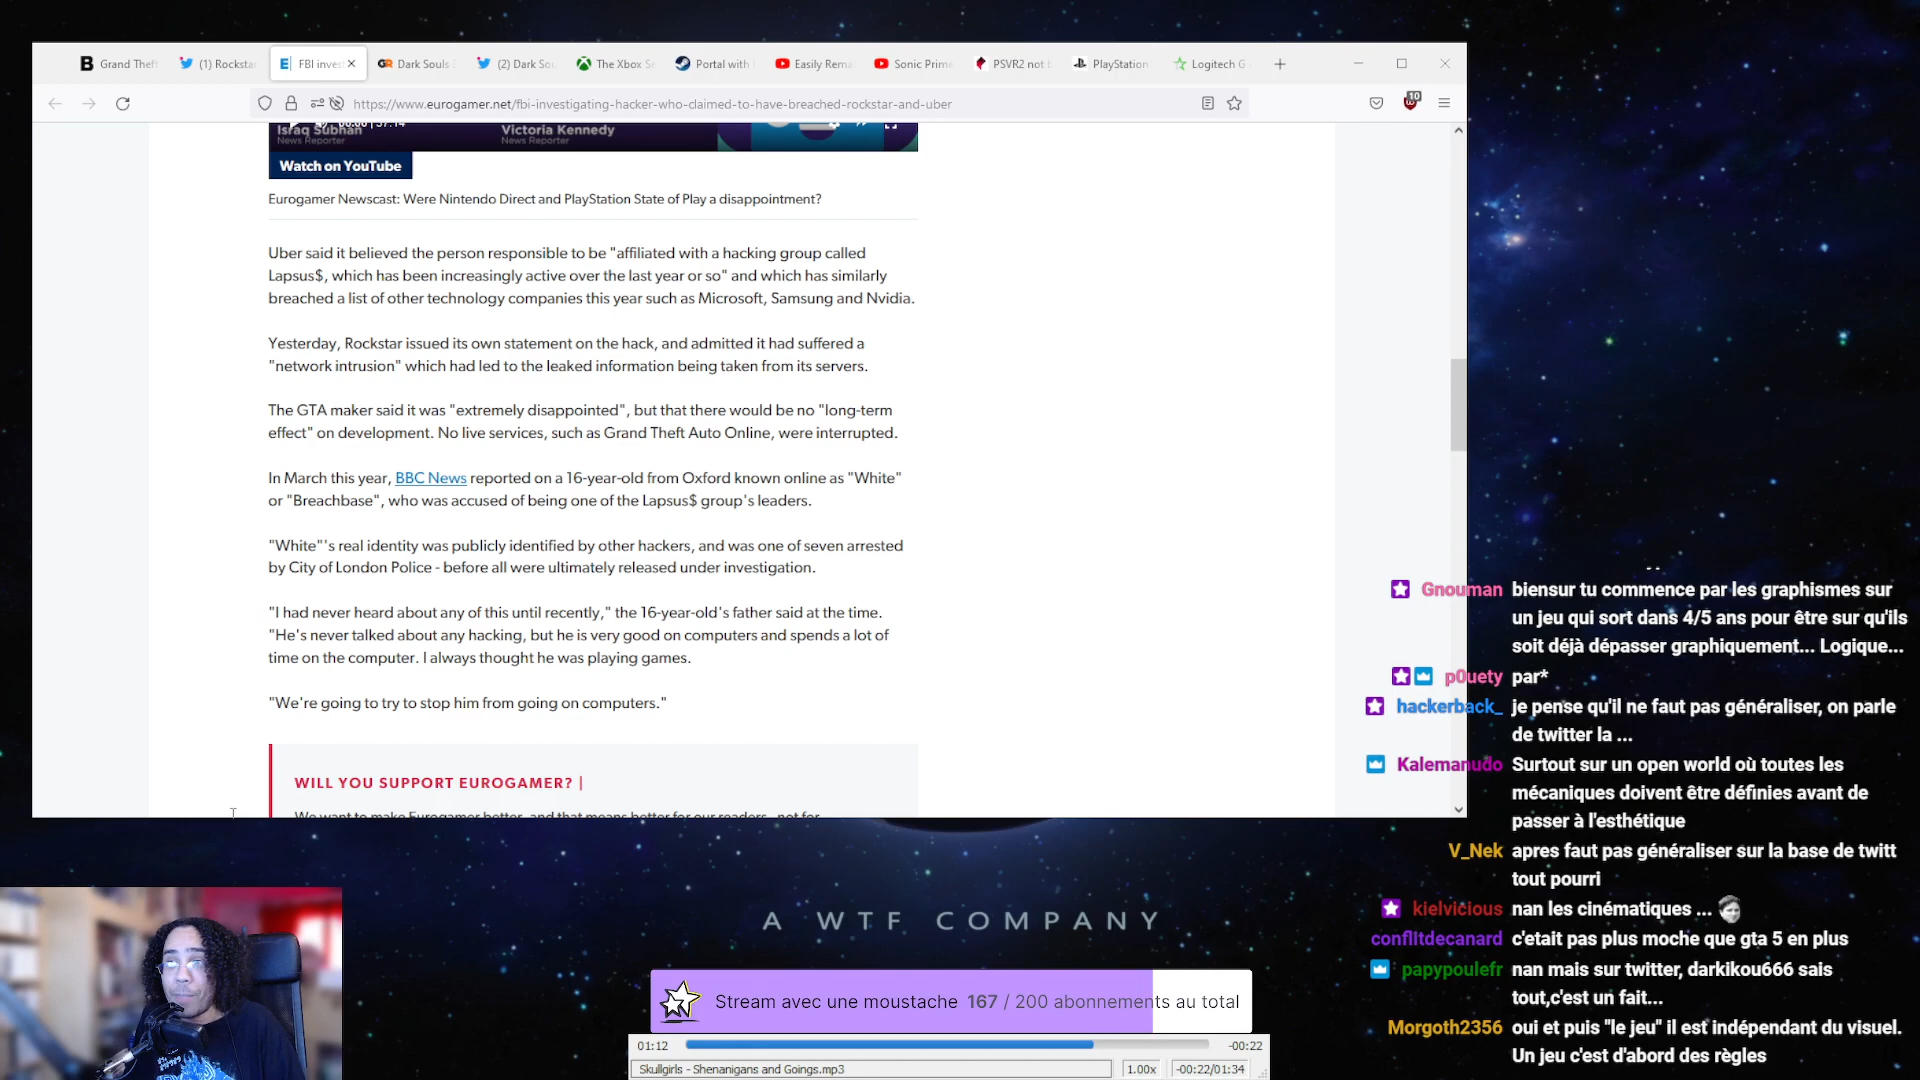 Grand Theft
(1) Rocksta
FBI invest
Dark Souls
(2) Dark Sou
The Xbox S
Portal with
Easily Rema
Sonic Prime
PSVR2 not b
PlayStation
Logitech G
https://www.eurogamer.net/fbi-investigating-hacker-who-claimed-to-have-breached-rockstar-and-uber
10
Israq Subhan
News Reporter
Victoria Kennedy
News Reporter
Watch on YouTube
Eurogamer Newscast: Were Nintendo Direct and PlayStation State of Play a disappointment?
Uber said it believed the person responsible to be "affiliated with a hacking group called
Lapsus$, which has been increasingly active over the last year or so" and which has similarly
breached a list of other technology companies this year such as Microsoft, Samsung and Nvidia.
Yesterday, Rockstar issued its own statement on the hack, and admitted it had suffered a
"network intrusion" which had led to the leaked information being taken from its servers.
The GTA maker said it was "extremely disappointed", but that there would be no "long-term
effect" on development. No live services, such as Grand Theft Auto Online, were interrupted.
In March this year, BBC News reported on a 16-year-old from Oxford known online as "White"
or "Breachbase", who was accused of being one of the Lapsus$ group's leaders.
"White"'s real identity was publicly identified by other hackers, and was one of seven arrested
by City of London Police - before all were ultimately released under investigation.
"I had never heard about any of this until recently," the 16-year-old's father said at the time.
"He's never talked about any hacking, but he is very good on computers and spends a lot of
time on the computer. I always thought he was playing games.
"We're going to try to stop him from going on computers."
WILL YOU SUPPORT EUROGAMER? |
We want to make Eurogamer better, and that means better for our readers - not for
Gnouman biensur tu commence par les graphismes sur
un jeu qui sort dans 4/5 ans pour être sur qu'ils
soit déjà dépasser graphiquement... Logique...
p0uety par*
hackerback_ je pense qu'il ne faut pas généraliser, on parle
de twitter la ...
Kalemanudo Surtout sur un open world où toutes les
mécaniques doivent être définies avant de
passer à l'esthétique
V_Nek apres faut pas généraliser sur la base de twitt
tout pourri
kielvicious nan les cinématiques ...
conflitdecanard c'etait pas plus moche que gta 5 en plus
papypoulefr nan mais sur twitter, darkikou666 sais
tout,c'est un fait...
Morgoth2356 oui et puis "le jeu" il est indépendant du visuel.
Un jeu c'est d'abord des règles
A WTF COMPANY
Stream avec une moustache 167 / 200 abonnements au total
01:12
-00:22
Skullgirls - Shenanigans and Goings.mp3
1.00x
-00:22/01:34